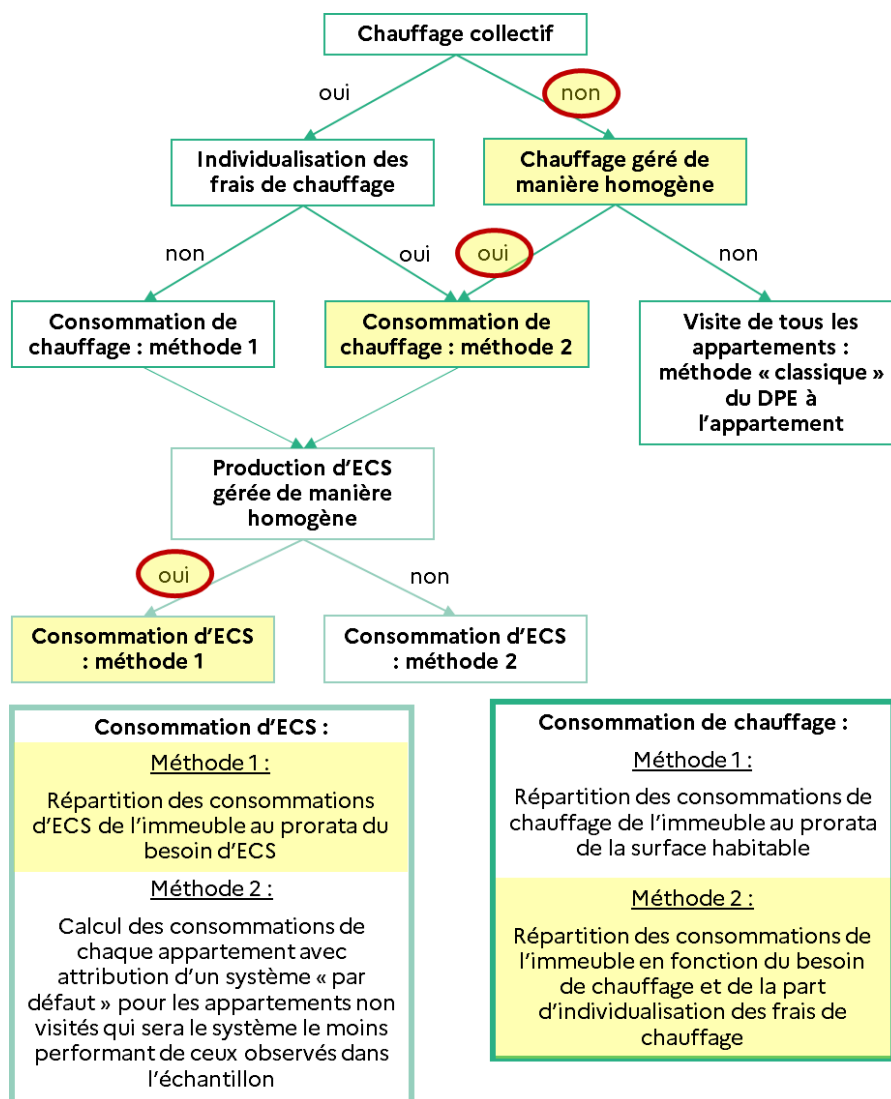 Chauffage collectif
oui
non
Individualisation des
frais de chauffage
Chauffage géré de
manière homogène
non
oui
oui
non
Consommation de
chauffage : méthode 1
Consommation de
chauffage : méthode 2
Visite de tous les
appartements :
méthode « classique »
du DPE à
l’appartement
Production d’ECS
gérée de manière
homogène
oui
non
Consommation d’ECS
: méthode 1
Consommation d’ECS
: méthode 2
Consommation d’ECS :
Méthode 1 :
Répartition des consommations
d’ECS de l’immeuble au prorata du
besoin d’ECS
Méthode 2 :
Calcul des consommations de
chaque appartement avec
attribution d’un système « par
défaut » pour les appartements non
visités qui sera le système le moins
performant de ceux observés dans
l’échantillon
Consommation de chauffage :
Méthode 1 :
Répartition des consommations de
chauffage de l’immeuble au prorata
de la surface habitable
Méthode 2 :
Répartition des consommations de
l’immeuble en fonction du besoin
de chauffage et de la part
d’individualisation des frais de
chauffage